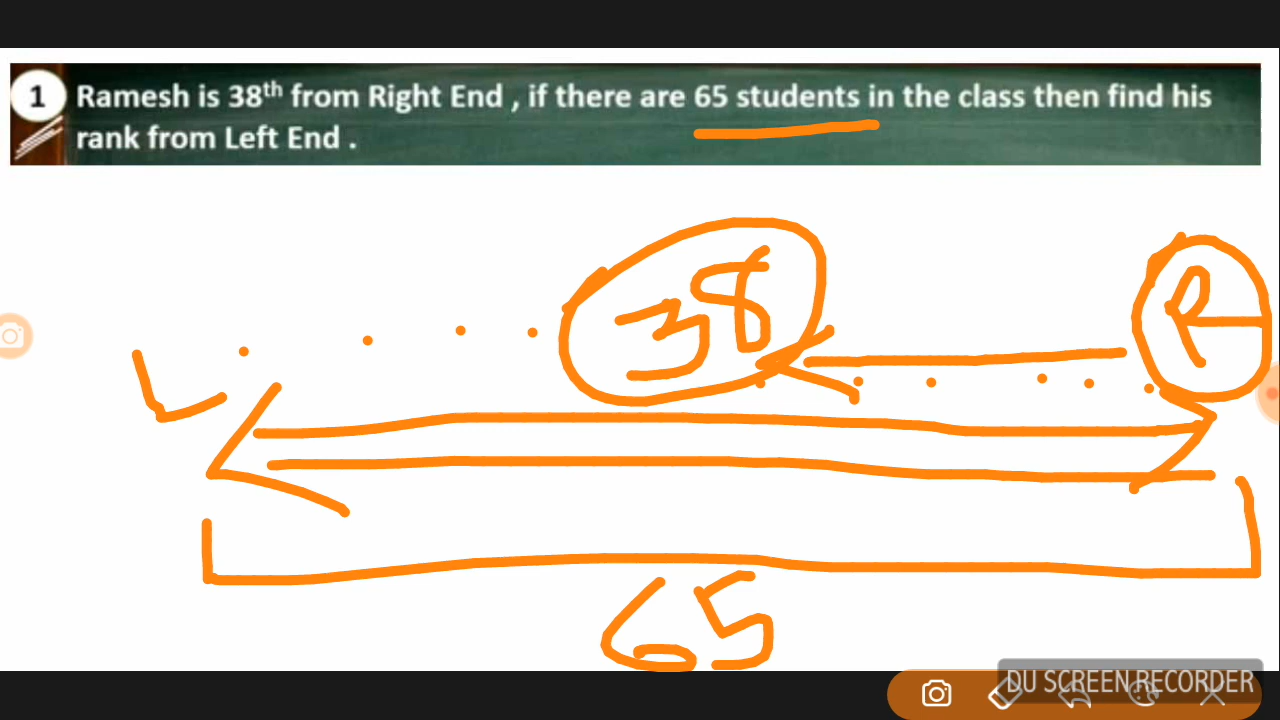 1 Ramesh is 38th from Right End , if there are 65 students in the class then find his
rank from Left End .
38
R
L
65
DU SCREEN RECORDER